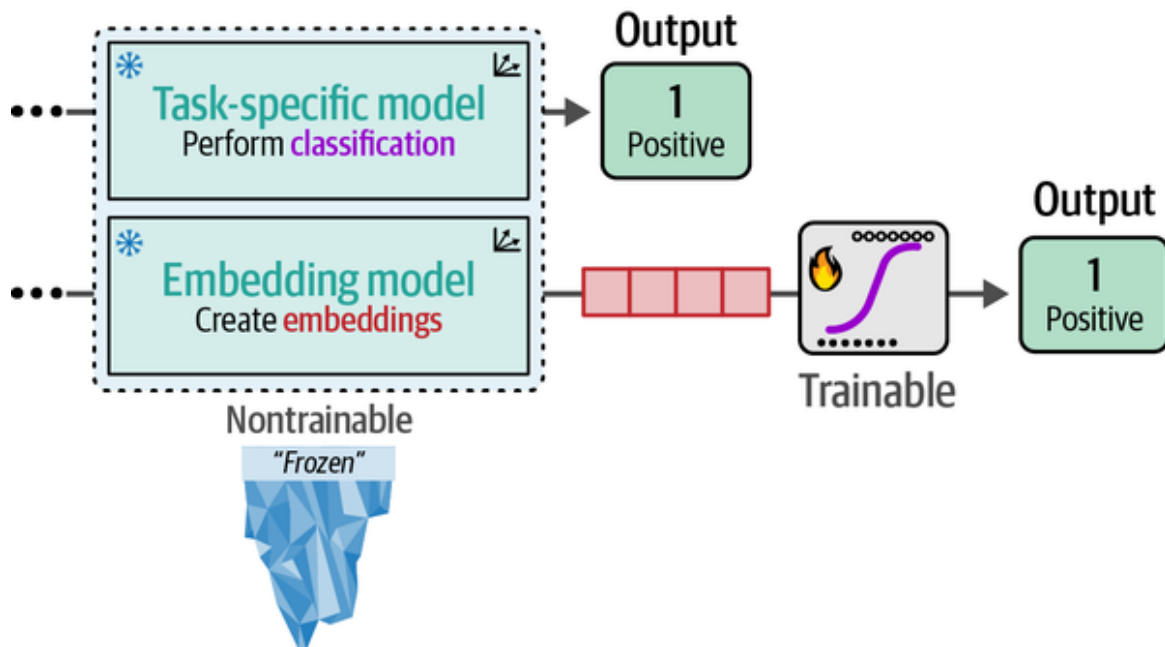 Output
Task-specific model
Perform classification
1
Positive
Output
Embedding model
Create embeddings
1
Positive
Nontrainable
Trainable
“Frozen”